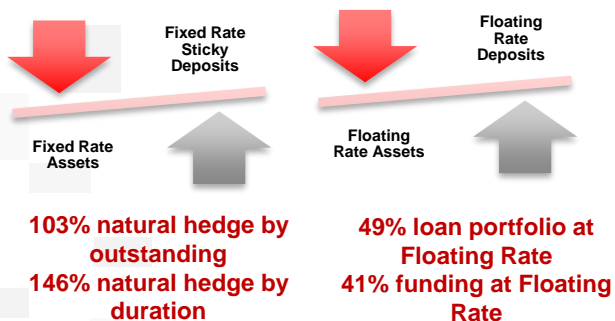 Fixed Rate
Sticky
Deposits
Fixed Rate
Assets
103% natural hedge by
outstanding
146% natural hedge by
duration
Floating
Rate
Deposits
Floating
Rate Assets
49% loan portfolio at
Floating Rate
41% funding at Floating
Rate